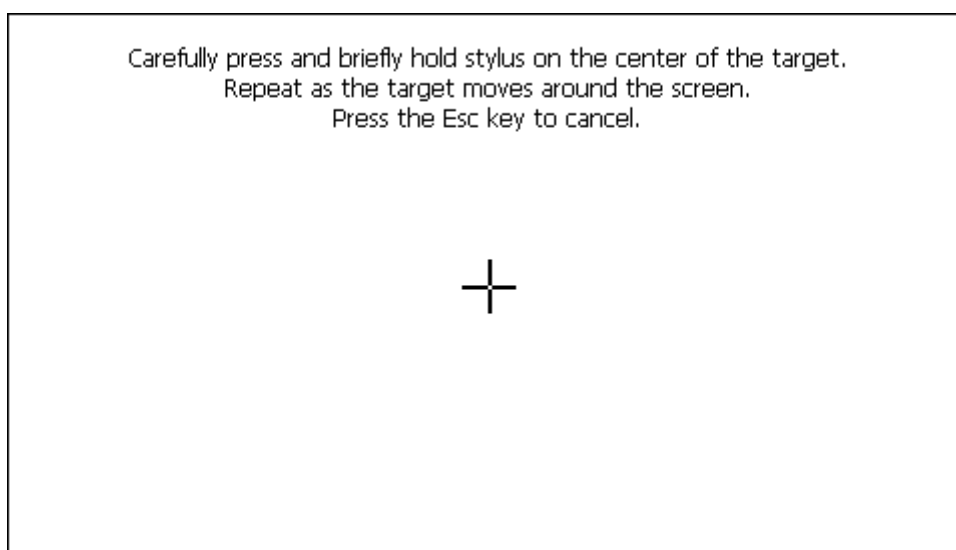 Carefully press and briefly hold stylus on the center of the target.
Repeat as the target moves around the screen.
Press the Esc key to cancel.